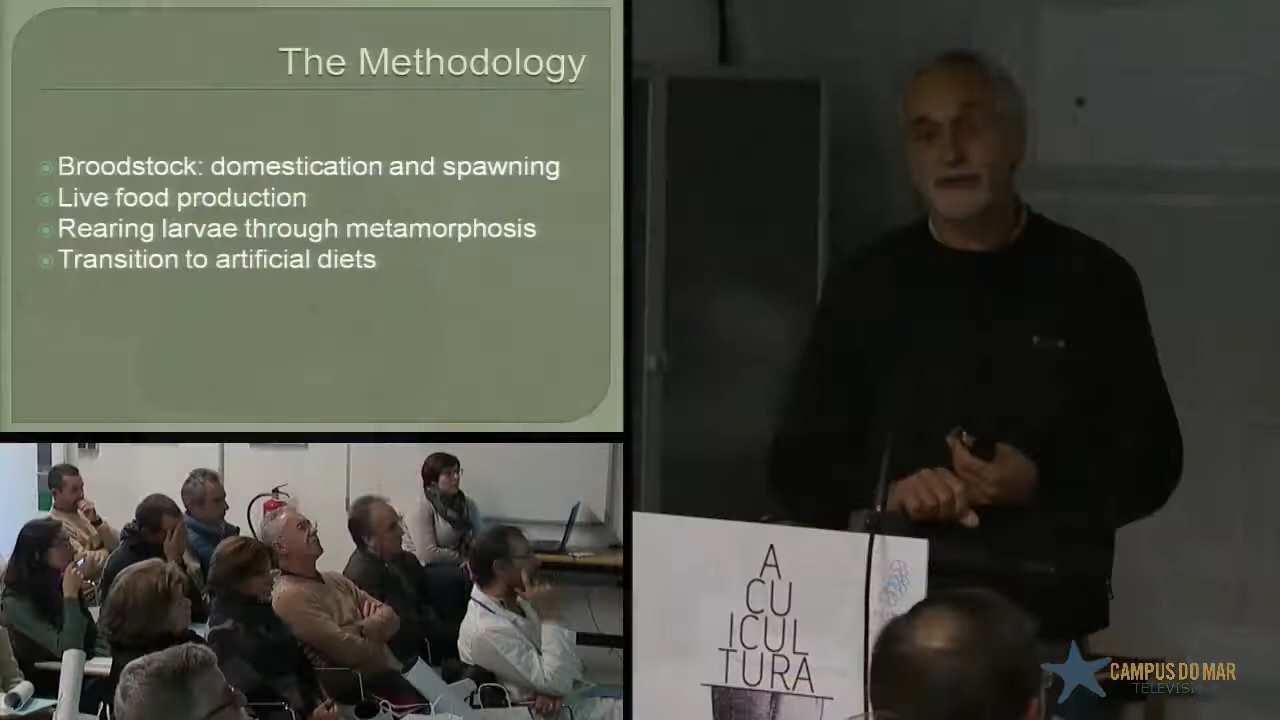 The Methodology
Broodstock: domestication and spawning
Live food production
Rearing larvae through metamorphosis
Transition to artificial diets
A
CU
ICUL
TURA
CAMPUS DO MAR